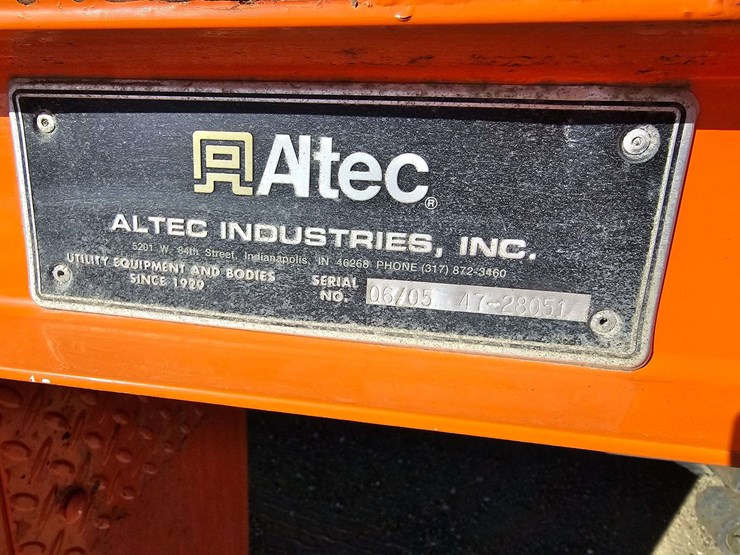 Altec®
ALTEC INDUSTRIES, INC.
5201 W. 84th Street, Indianapolis, IN 46268 PHONE (317) 872-3460
UTILITY EQUIPMENT AND BODIES
SINCE 1929
SERIAL
NO. 06/05 47-28051